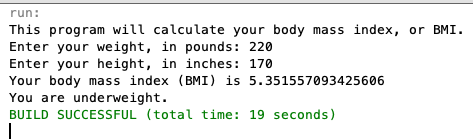 run:
This program will calculate your body mass index, or BMI.
Enter your weight, in pounds: 220
Enter your height, in inches: 170
Your body mass index (BMI) is 5.351557093425606
You are underweight.
BUILD SUCCESSFUL (total time: 19 seconds)